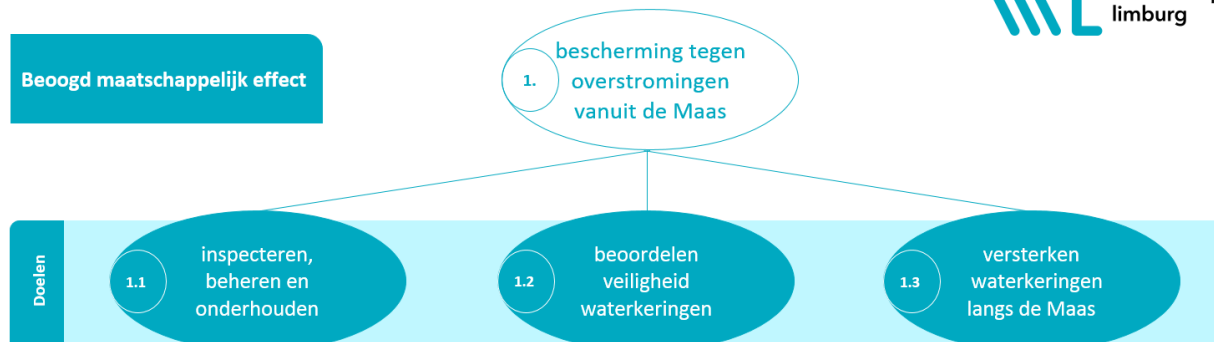 limburg
Beoogd maatschappelijk effect
1.
bescherming tegen
overstromingen
vanuit de Maas
Doelen
1.1
inspecteren,
beheren en
onderhouden
1.2
beoordelen
veiligheid
waterkeringen
1.3
versterken
waterkeringen
langs de Maas